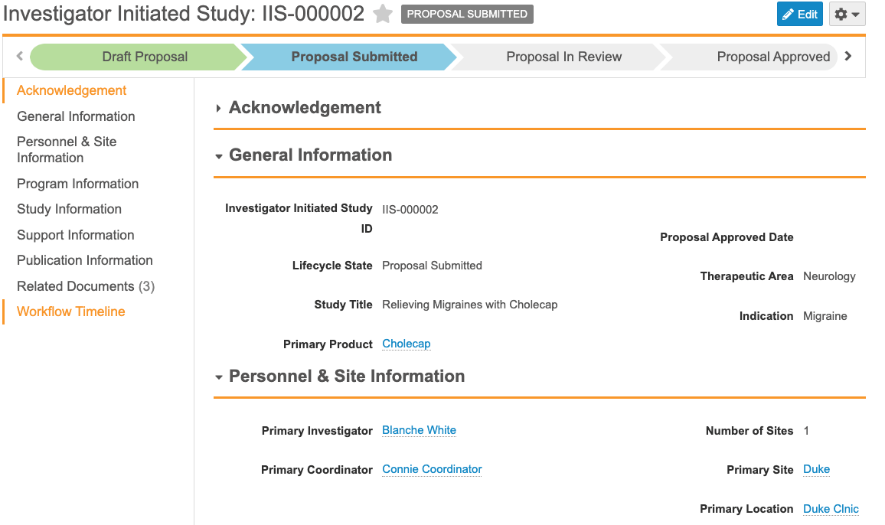 Investigator Initiated Study: IIS-000002 PROPOSAL SUBMITTED Edit
Draft Proposal Proposal Submitted Proposal In Review Proposal Approved
Acknowledgement
General Information
Personnel & Site
Information
Program Information
Study Information
Support Information
Publication Information
Related Documents (3)
Workflow Timeline
Acknowledgement
General Information
Investigator Initiated Study IIS-000002
ID
Proposal Approved Date
Lifecycle State Proposal Submitted
Therapeutic Area Neurology
Study Title Relieving Migraines with Cholecap
Indication Migraine
Primary Product Cholecap
Personnel & Site Information
Primary Investigator Blanche White Number of Sites 1
Primary Coordinator Connie Coordinator Primary Site Duke
Primary Location Duke Clnic